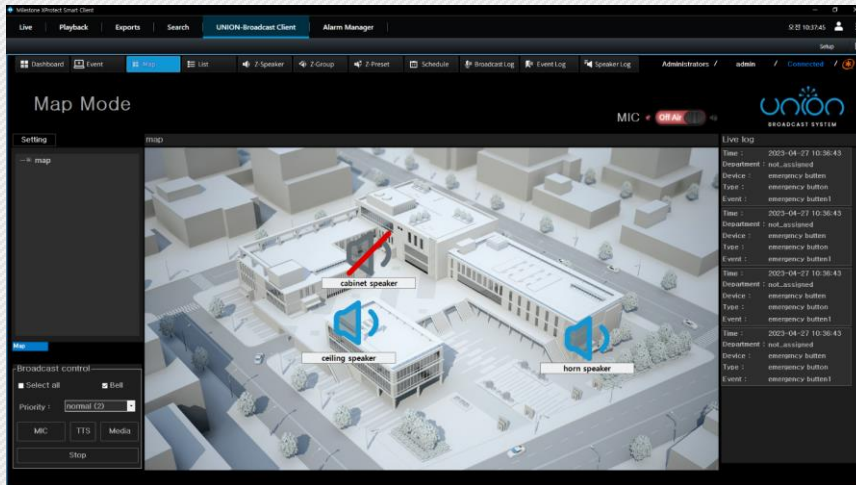 Milestone XProtect Smart Client
Live Playback Exports Search UNION-Broadcast Client Alarm Manager 오전 10:37:45
Setup
Dashboard Event Map List Z-Speaker Z-Group Z-Preset Schedule Broadcast Log Event Log Speaker Log Administrators / admin / Connected /
Map Mode
MIC Off Air
union
BROADCAST SYSTEM
Setting map Live log
map
Time : 2023-04-27 10:36:43
Department : not_assigned
Device : emergency button
Type : emergency button
Event : emergency button1
Time : 2023-04-27 10:36:43
Department : not_assigned
Device : emergency button
Type : emergency button
Event : emergency button1
Time : 2023-04-27 10:36:43
Department : not_assigned
Device : emergency button
Type : emergency button
Event : emergency button1
Time : 2023-04-27 10:36:43
Department : not_assigned
Device : emergency button
Type : emergency button
Event : emergency button1
cabinet speaker
ceiling speaker
horn speaker
Map
Broadcast control
Select all Bell
Priority : normal (2)
MIC TTS Media
Stop